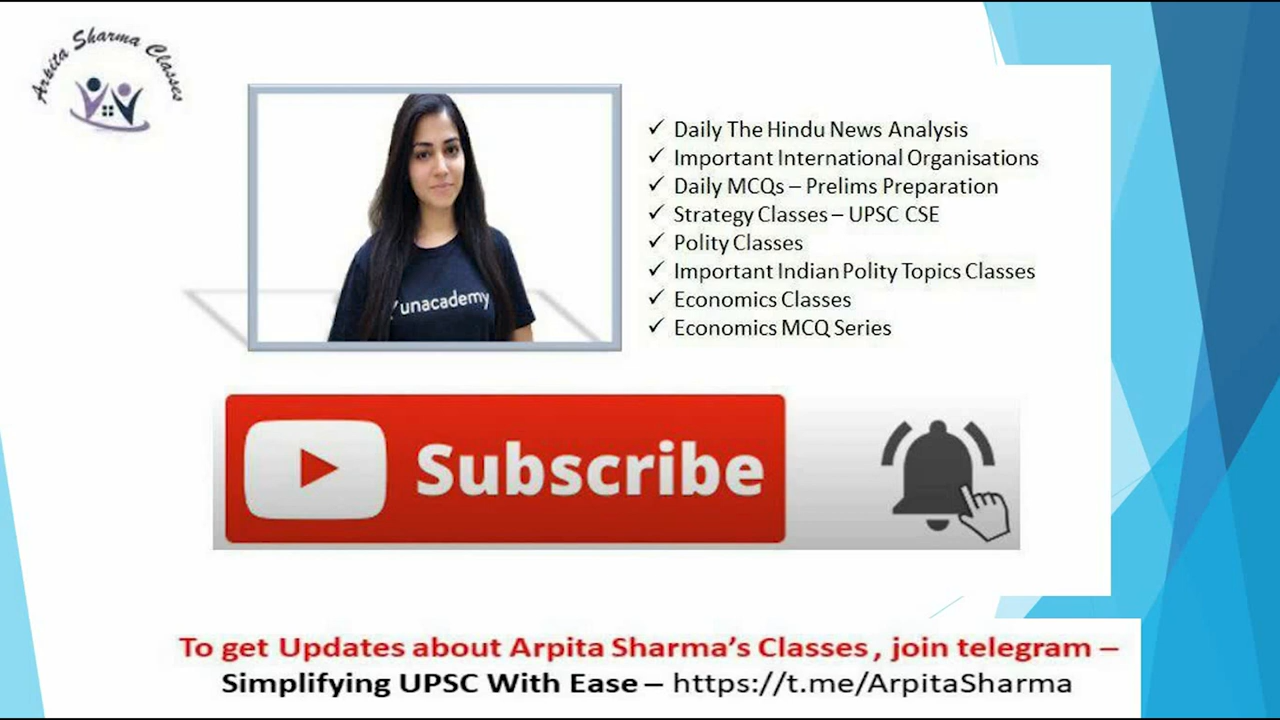 Arpita Sharma Classes
unacademy
✓ Daily The Hindu News Analysis
✓ Important International Organisations
✓ Daily MCQs – Prelims Preparation
✓ Strategy Classes – UPSC CSE
✓ Polity Classes
✓ Important Indian Polity Topics Classes
✓ Economics Classes
✓ Economics MCQ Series
Subscribe
To get Updates about Arpita Sharma's Classes , join telegram –
Simplifying UPSC With Ease – https://t.me/ArpitaSharma